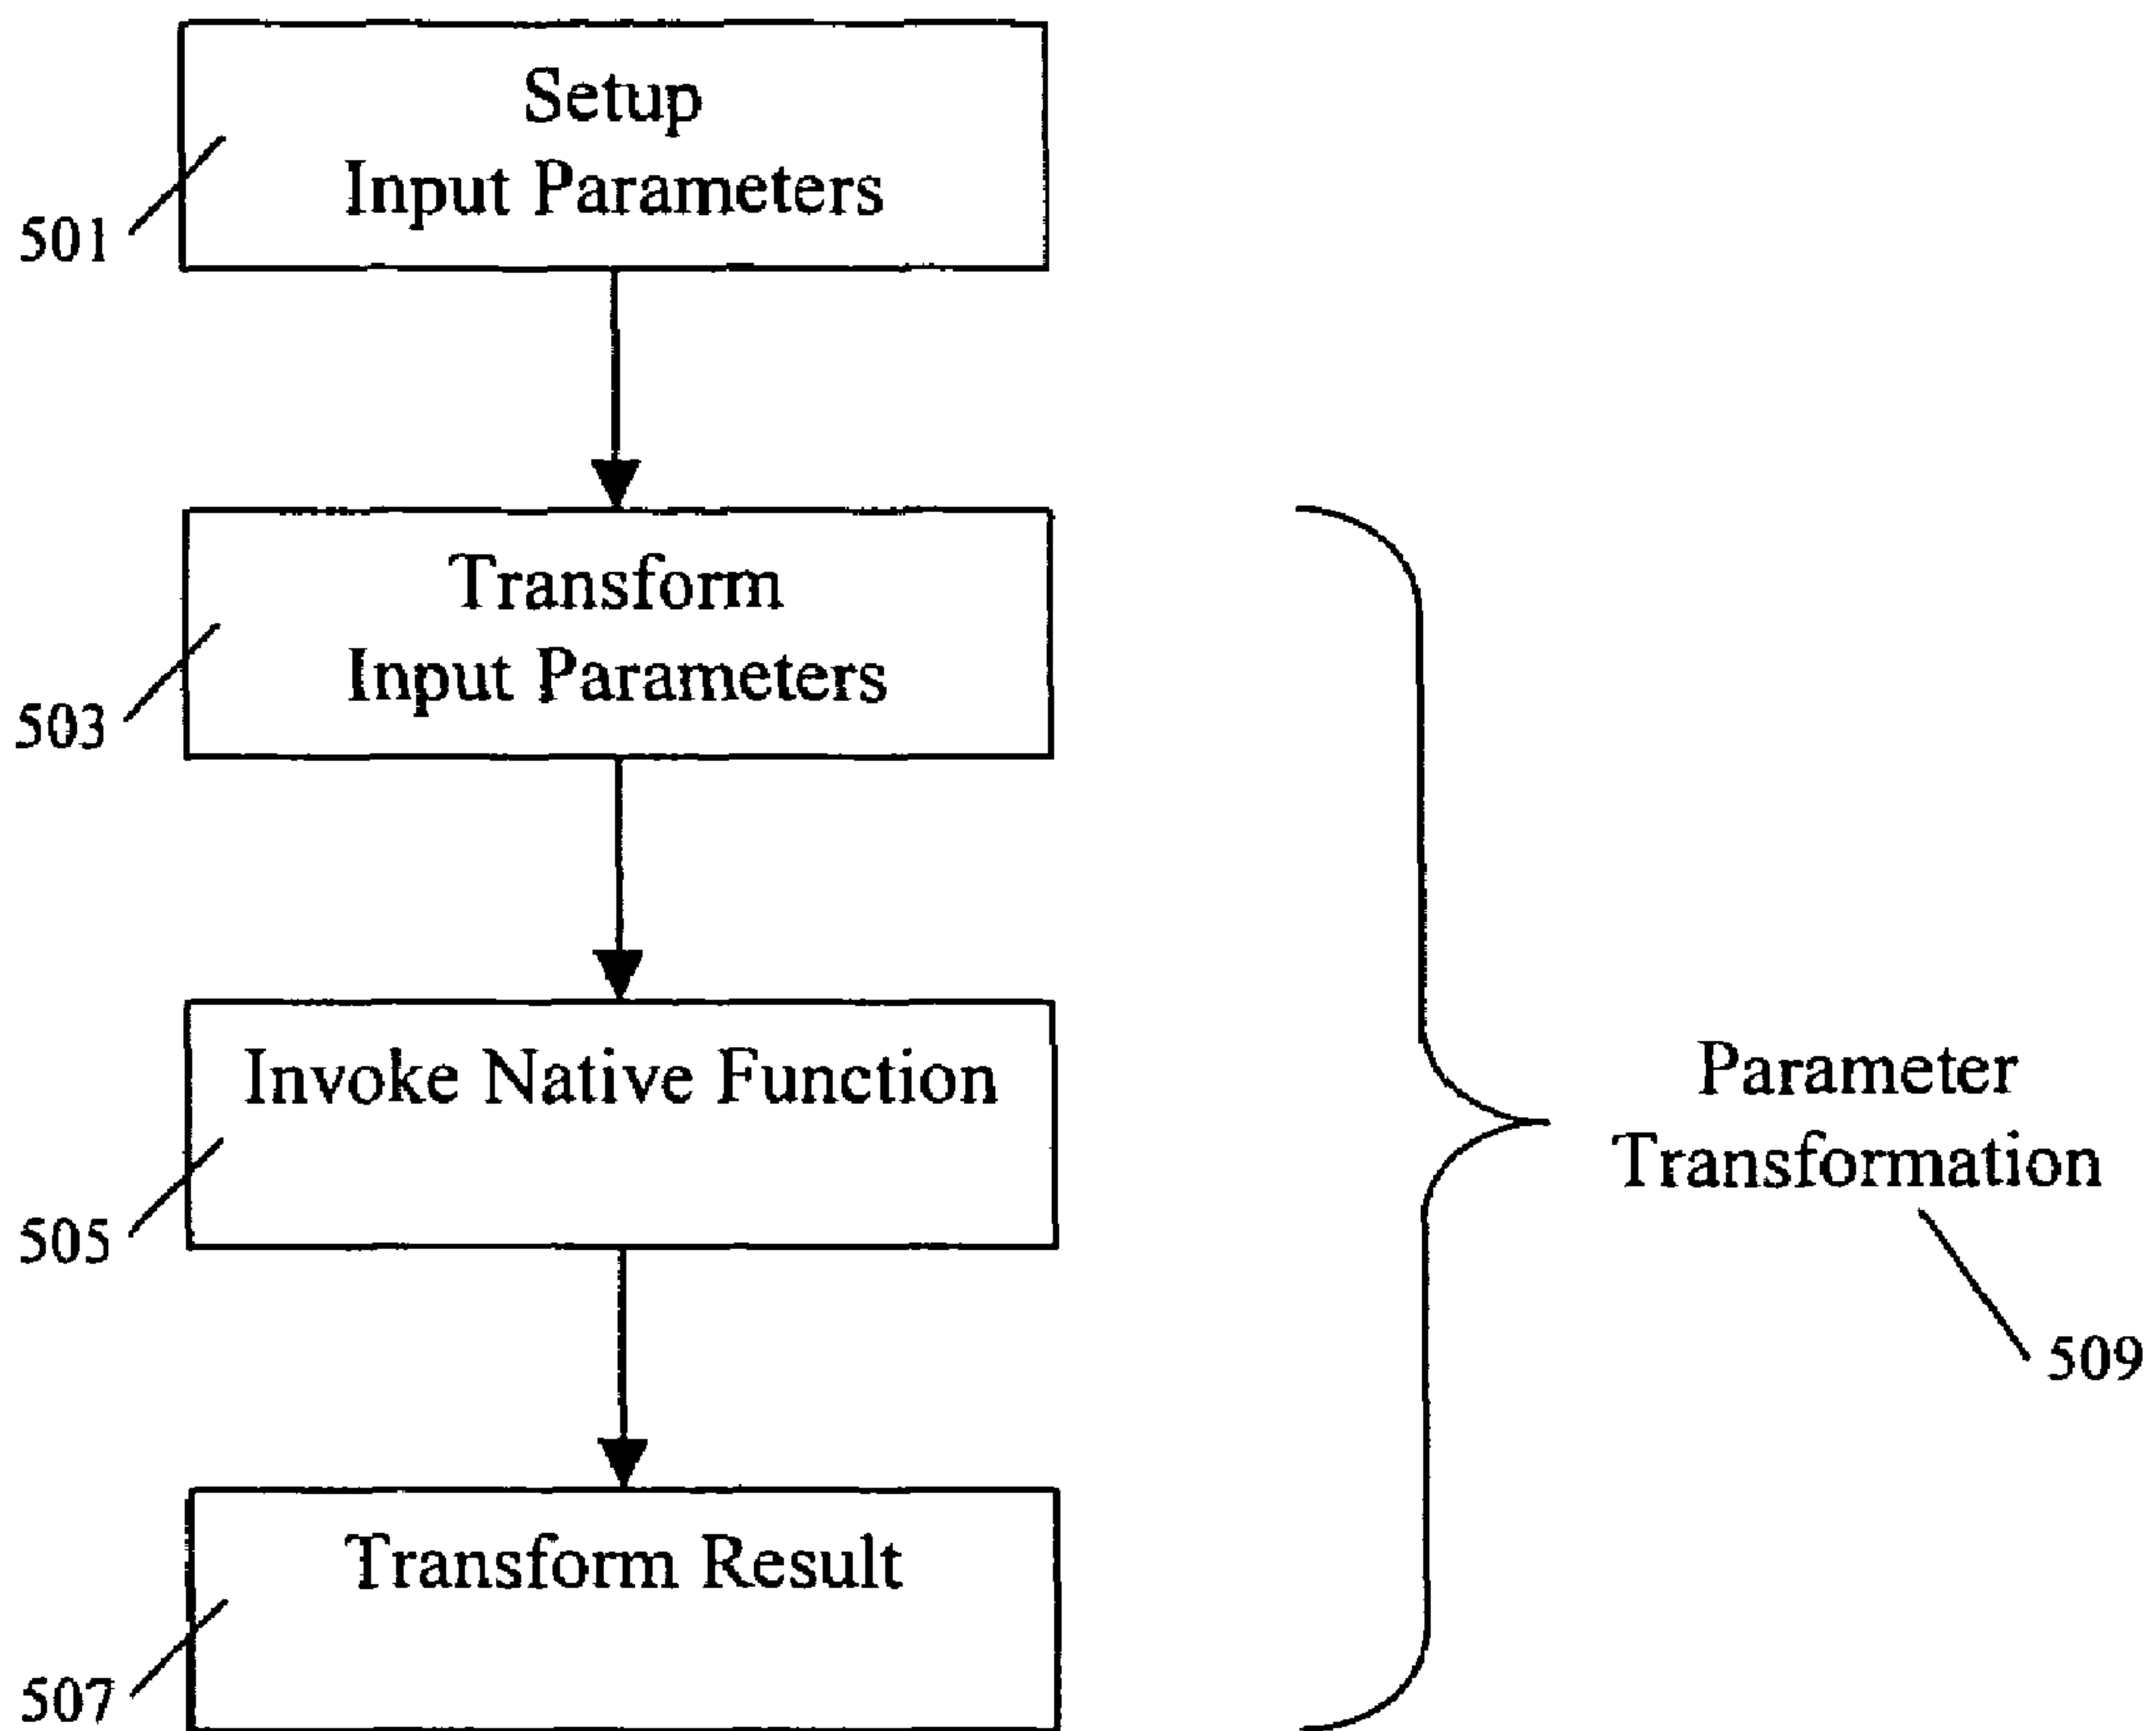 Setup
Input Parameters
501
Transform
Input Parameters
503
Invoke Native Function
505
Parameter
Transformation
509
Transform Result
507